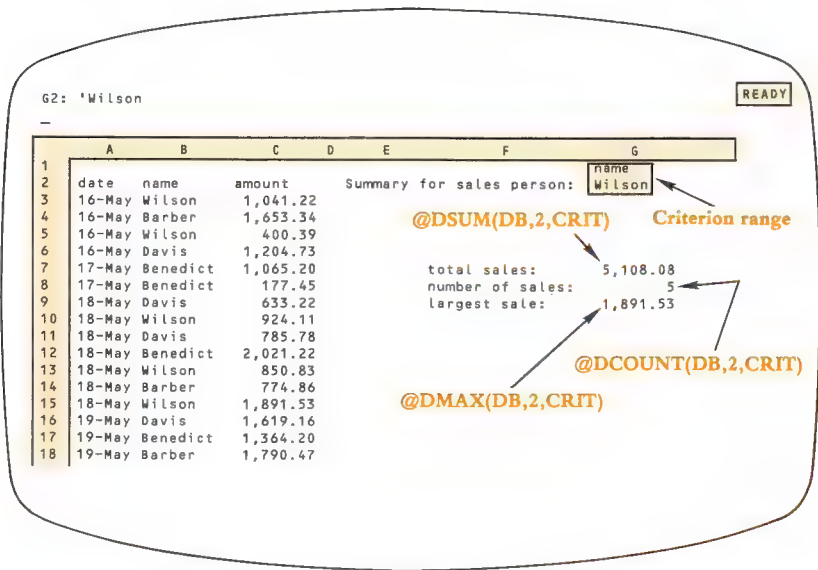 G2: 'Wilson READY
A B C D E F G
1 name
2 date name amount Summary for sales person: Wilson
3 16-May Wilson 1,041.22
4 16-May Barber 1,653.34 @DSUM(DB,2,CRIT) Criterion range
5 16-May Wilson 400.39
6 16-May Davis 1,204.73
7 17-May Benedict 1,065.20 total sales: 5,108.08
8 17-May Benedict 177.45 number of sales: 5
9 18-May Davis 633.22 largest sale: 1,891.53
10 18-May Wilson 924.11
11 18-May Davis 785.78
12 18-May Benedict 2,021.22 @DCOUNT(DB,2,CRIT)
13 18-May Wilson 850.83
14 18-May Barber 774.86 @DMAX(DB,2,CRIT)
15 18-May Wilson 1,891.53
16 19-May Davis 1,619.16
17 19-May Benedict 1,364.20
18 19-May Barber 1,790.47